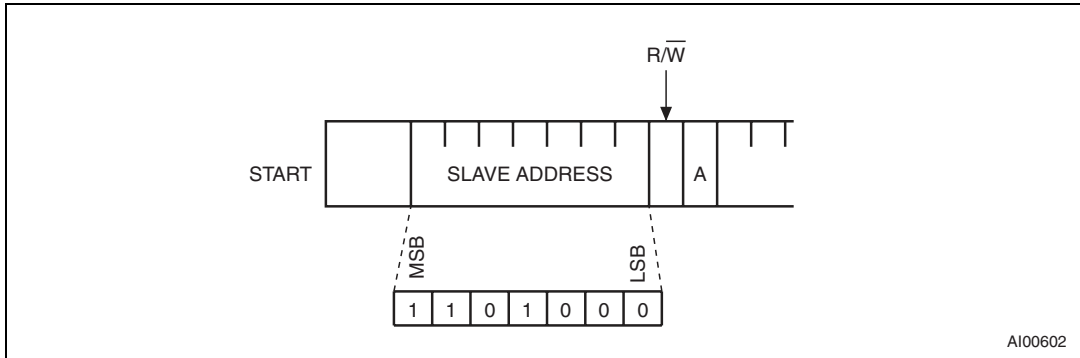 R/W̅
START
SLAVE ADDRESS
A
MSB
LSB
1 1 0 1 0 0 0
AI00602